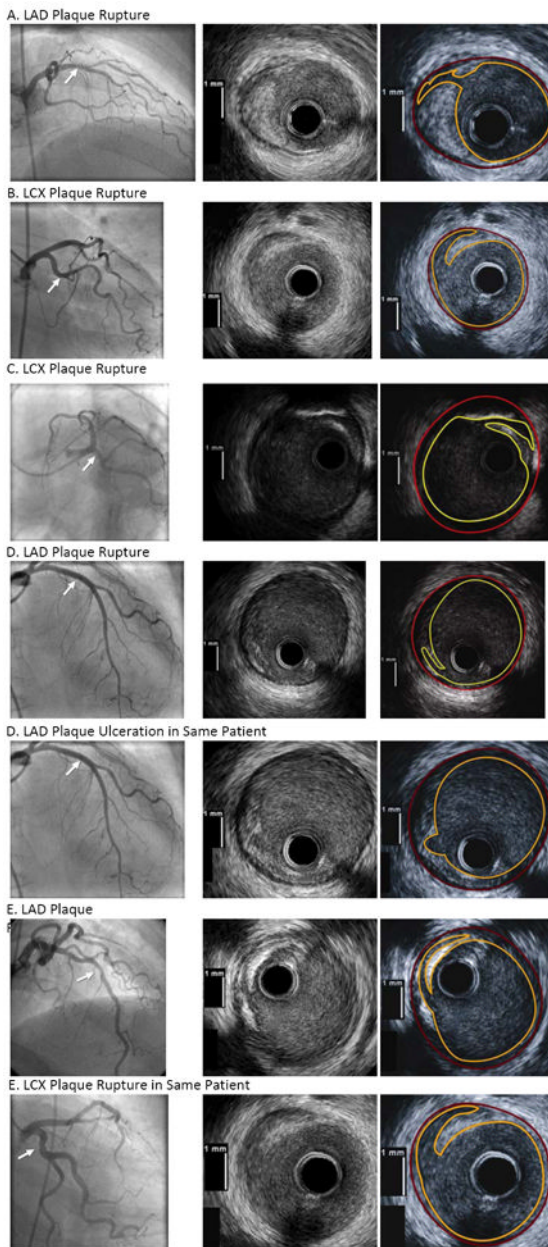 A. LAD Plaque Rupture
1 mm
1 mm
B. LCX Plaque Rupture
1 mm
1 mm
C. LCX Plaque Rupture
1 mm
1 mm
D. LAD Plaque Rupture
1 mm
1 mm
D. LAD Plaque Ulceration in Same Patient
1 mm
1 mm
E. LAD Plaque
1 mm
1 mm
E. LCX Plaque Rupture in Same Patient
1 mm
1 mm